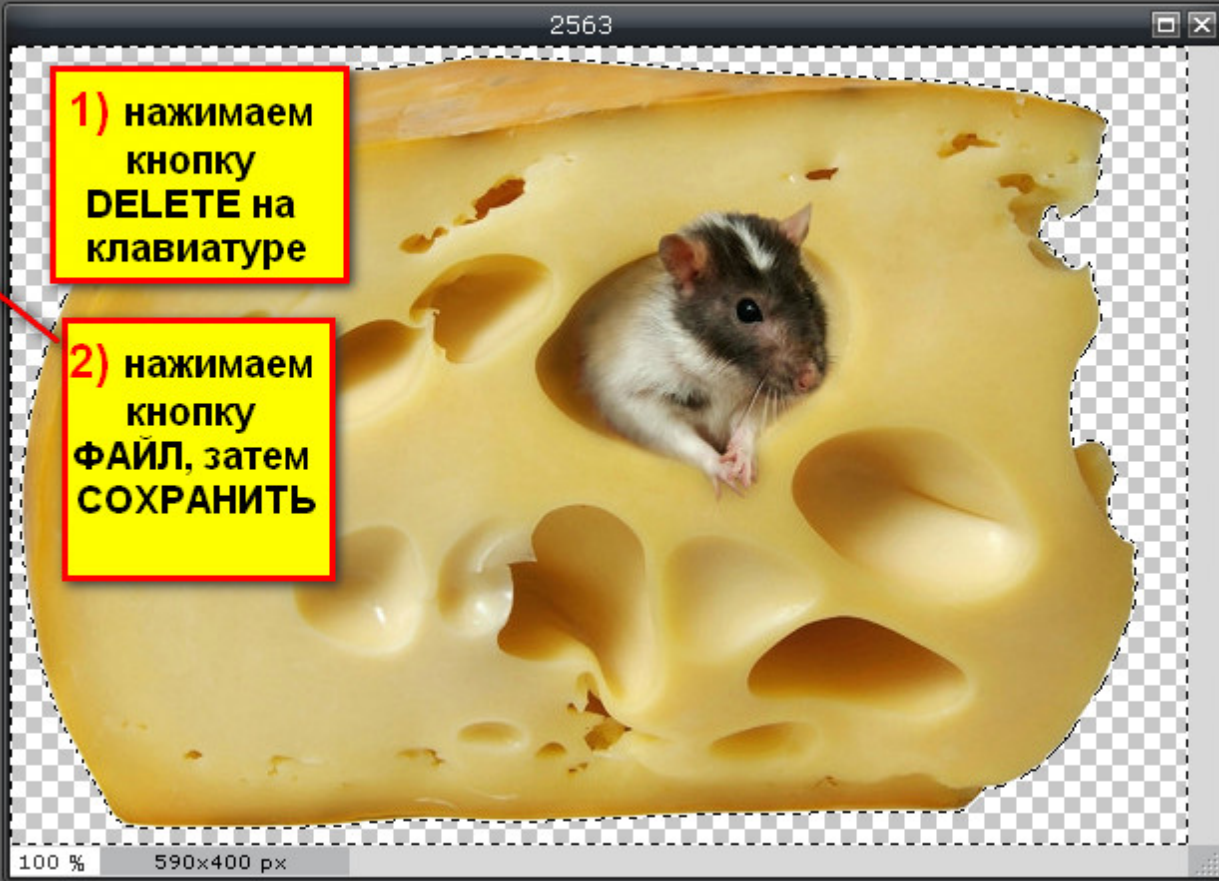 2563
1) нажимаем
кнопку
DELETE на
клавиатуре
2) нажимаем
кнопку
ФАЙЛ, затем
СОХРАНИТЬ
100 %
590x400 px